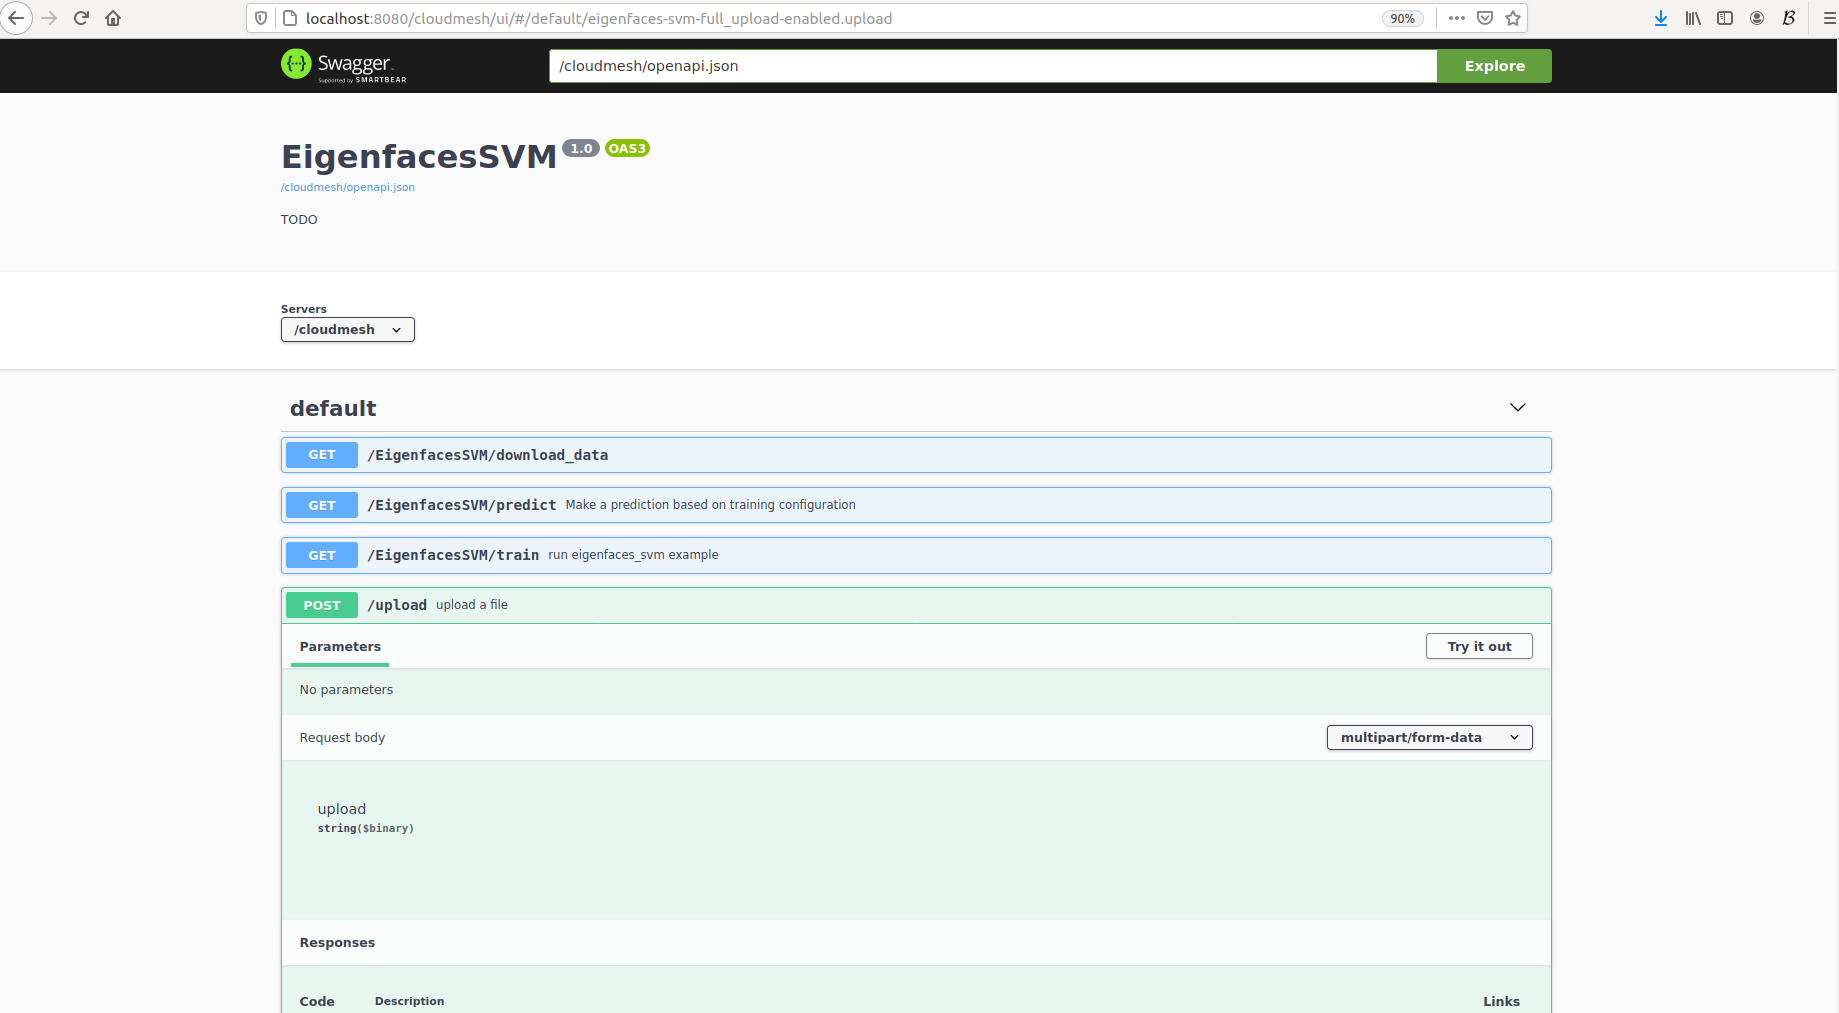 localhost:8080/cloudmesh/ui/#/default/eigenfaces-svm-full_upload-enabled.upload
90%
Swagger
Supported by SMARTBEAR
/cloudmesh/openapi.json
Explore
EigenfacesSVM 1.0 OAS3
/cloudmesh/openapi.json
TODO
Servers
/cloudmesh
default
GET /EigenfacesSVM/download_data
GET /EigenfacesSVM/predict Make a prediction based on training configuration
GET /EigenfacesSVM/train run eigenfaces_svm example
POST /upload upload a file
Parameters Try it out
No parameters
Request body multipart/form-data
upload
string($binary)
Responses
Code Description Links